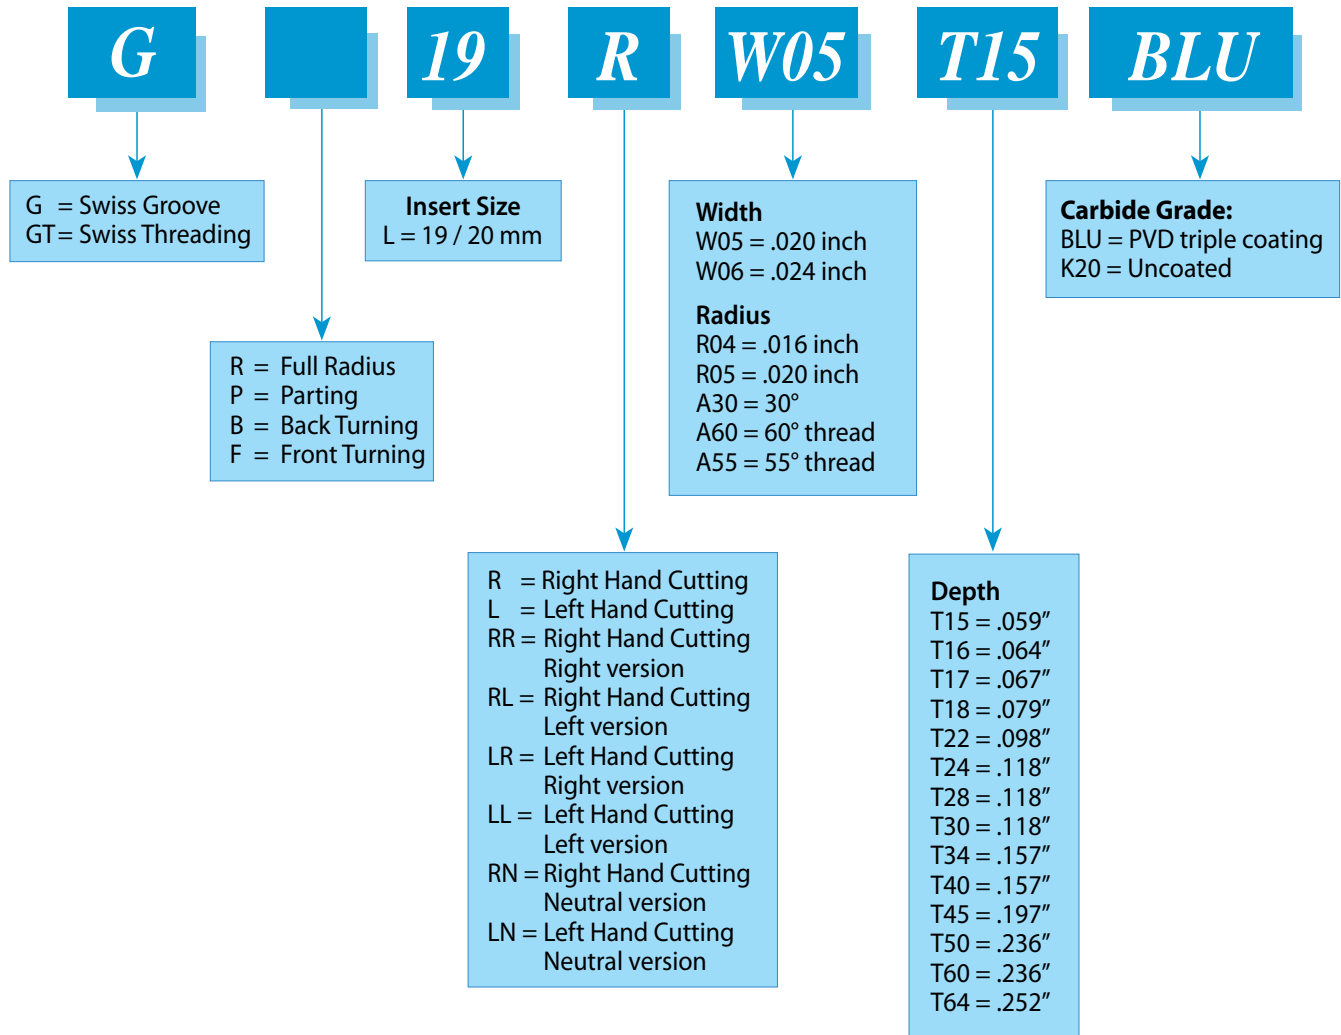 G 19 R W05 T15 BLU
G = Swiss Groove
GT = Swiss Threading
R = Full Radius
P = Parting
B = Back Turning
F = Front Turning
Insert Size
L = 19 / 20 mm
R = Right Hand Cutting
L = Left Hand Cutting
RR = Right Hand Cutting
Right version
RL = Right Hand Cutting
Left version
LR = Left Hand Cutting
Right version
LL = Left Hand Cutting
Left version
RN = Right Hand Cutting
Neutral version
LN = Left Hand Cutting
Neutral version
Width
W05 = .020 inch
W06 = .024 inch
Radius
R04 = .016 inch
R05 = .020 inch
A30 = 30°
A60 = 60° thread
A55 = 55° thread
Depth
T15 = .059″
T16 = .064″
T17 = .067″
T18 = .079″
T22 = .098″
T24 = .118″
T28 = .118″
T30 = .118″
T34 = .157″
T40 = .157″
T45 = .197″
T50 = .236″
T60 = .236″
T64 = .252″
Carbide Grade:
BLU = PVD triple coating
K20 = Uncoated